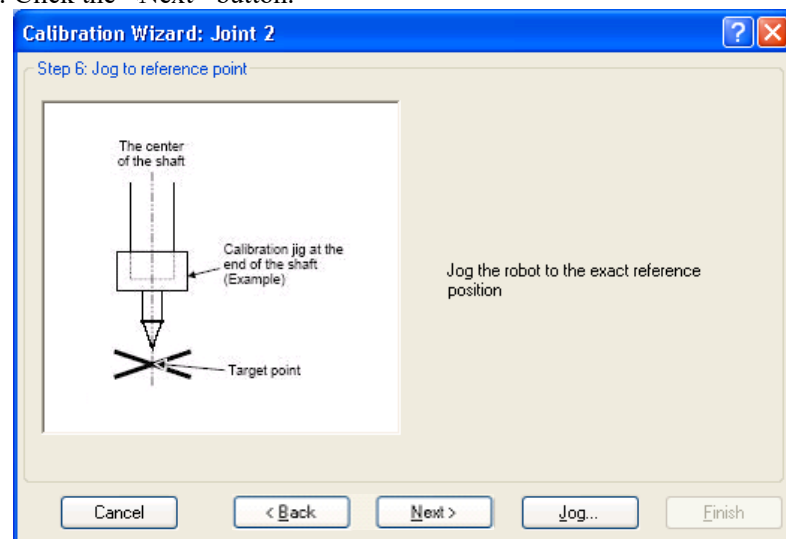 . Click the "Next" button.
Calibration Wizard: Joint 2
Step 6: Jog to reference point
The center
of the shaft
Calibration jig at the
end of the shaft
(Example)
Target point
Jog the robot to the exact reference
position
Cancel
< Back
Next >
Jog...
Finish